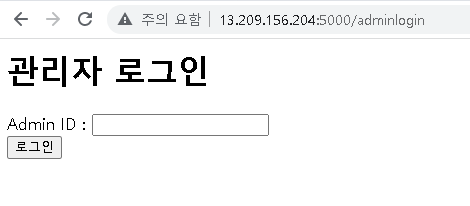 주의 요함 13.209.156.204:5000/adminlogin
관리자 로그인
Admin ID :
로그인